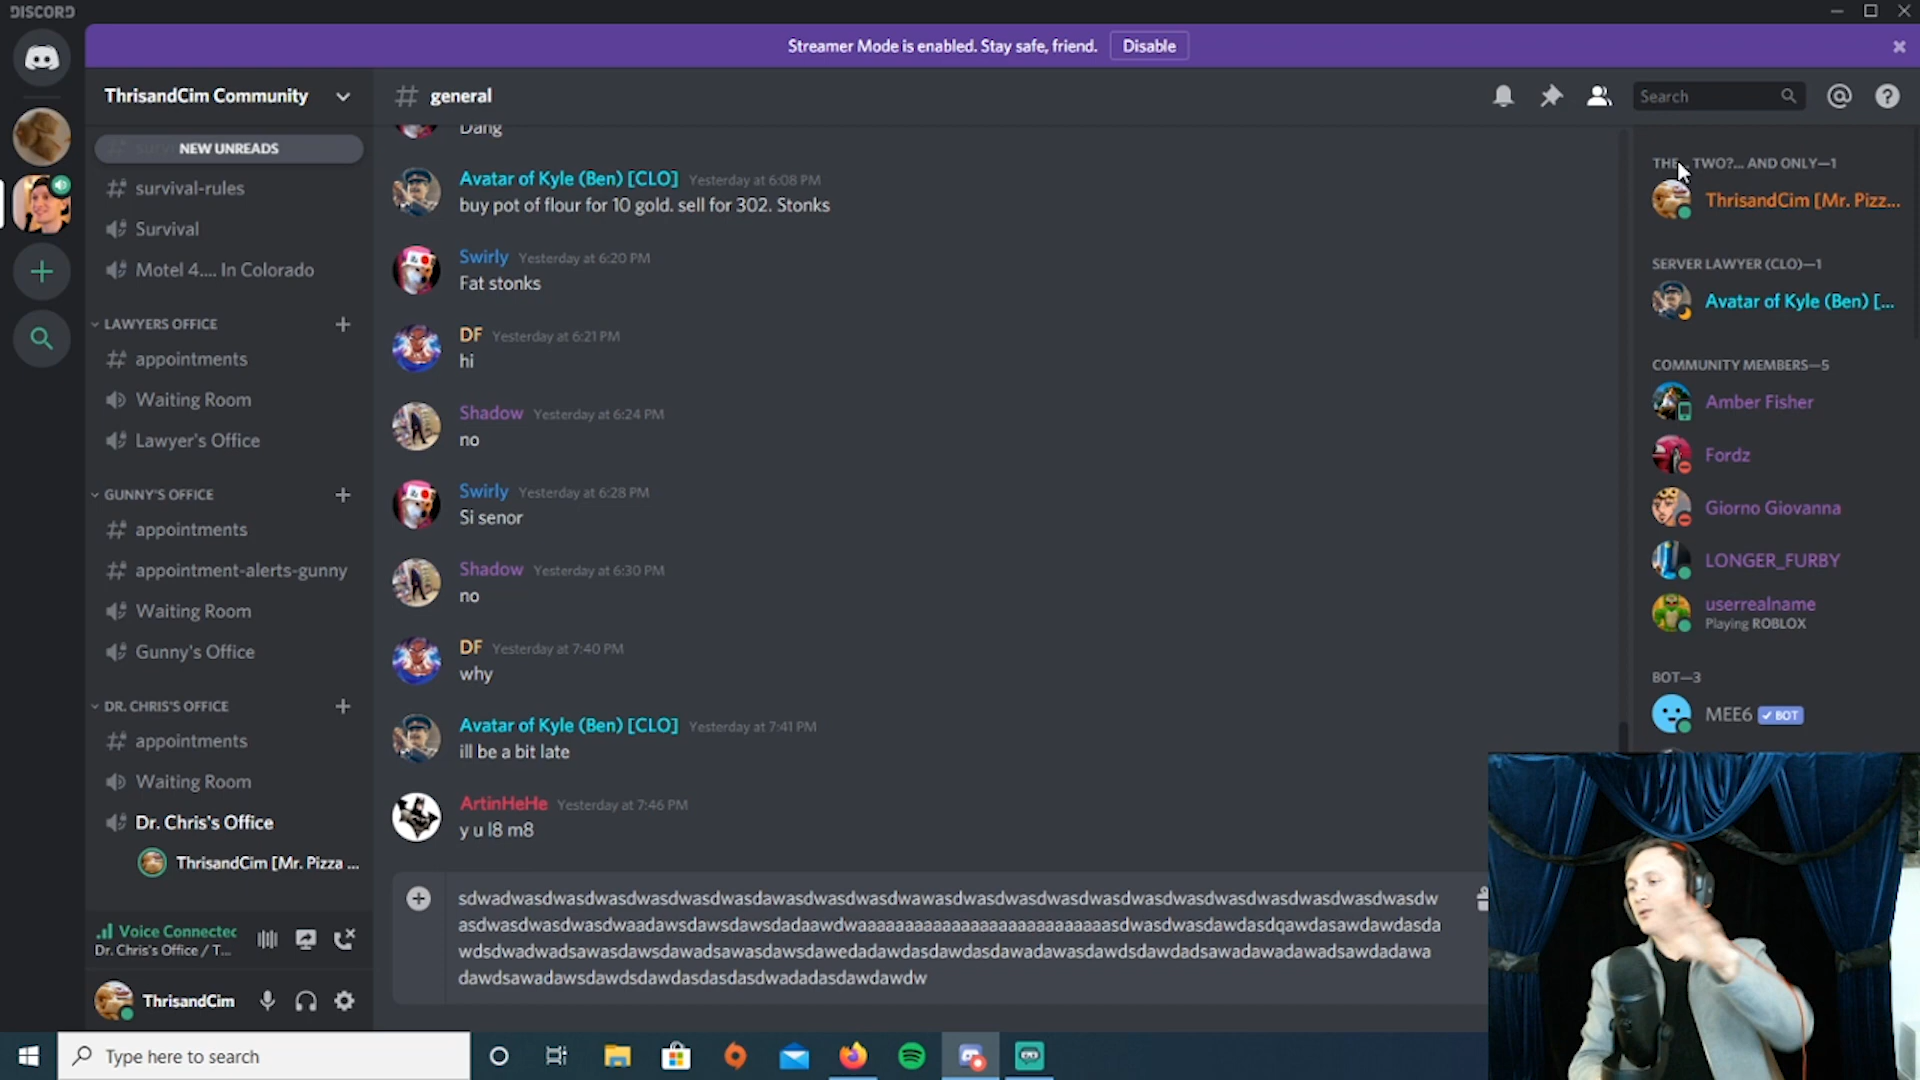 DISCORD
Streamer Mode is enabled. Stay safe, friend.
Disable
ThrisandCim Community
general
Search
NEW UNREADS
survival-rules
Survival
Motel 4.... In Colorado
LAWYERS OFFICE
appointments
Waiting Room
Lawyer's Office
GUNNY'S OFFICE
appointments
appointment-alerts-gunny
Waiting Room
Gunny's Office
DR. CHRIS'S OFFICE
appointments
Waiting Room
Dr. Chris's Office
ThrisandCim [Mr. Pizza ...
Voice Connected
Dr. Chris's Office / T...
ThrisandCim
Dang
Avatar of Kyle (Ben) [CLO] Yesterday at 6:08 PM
buy pot of flour for 10 gold. sell for 302. Stonks
Swirly Yesterday at 6:20 PM
Fat stonks
DF Yesterday at 6:21 PM
hi
Shadow Yesterday at 6:24 PM
no
Swirly Yesterday at 6:28 PM
Si senor
Shadow Yesterday at 6:30 PM
no
DF Yesterday at 7:40 PM
why
Avatar of Kyle (Ben) [CLO] Yesterday at 7:41 PM
ill be a bit late
ArtinHeHe Yesterday at 7:46 PM
y u l8 m8
sdwadwasdwasdwasdwasdwasdwasdawasdwasdwasdwawasdwasdwasdwasdwasdwasdwasdwasdwasdwasdwasdw
asdwasdwasdwasdwaadawsdawsdawsdadaawdwaaaaaaaaaaaaaaaaaaaaaaaaaaasdwasdwasdawdasdqawdasawdawdasda
wdsdwadwadsawasdawsdawadsawasdawsdawedadawdasdawdasdawadawasdawdsdawdadsawadawadawadsawdadawa
dawdsawadawsdawdsdawdasdasdasdwadadasdawdawdw
THE.. TWO?... AND ONLY—1
ThrisandCim [Mr. Pizz...
SERVER LAWYER (CLO)—1
Avatar of Kyle (Ben) [...
COMMUNITY MEMBERS—5
Amber Fisher
Fordz
Giorno Giovanna
LONGER_FURBY
userrealname
Playing ROBLOX
BOT—3
MEE6 BOT
Type here to search